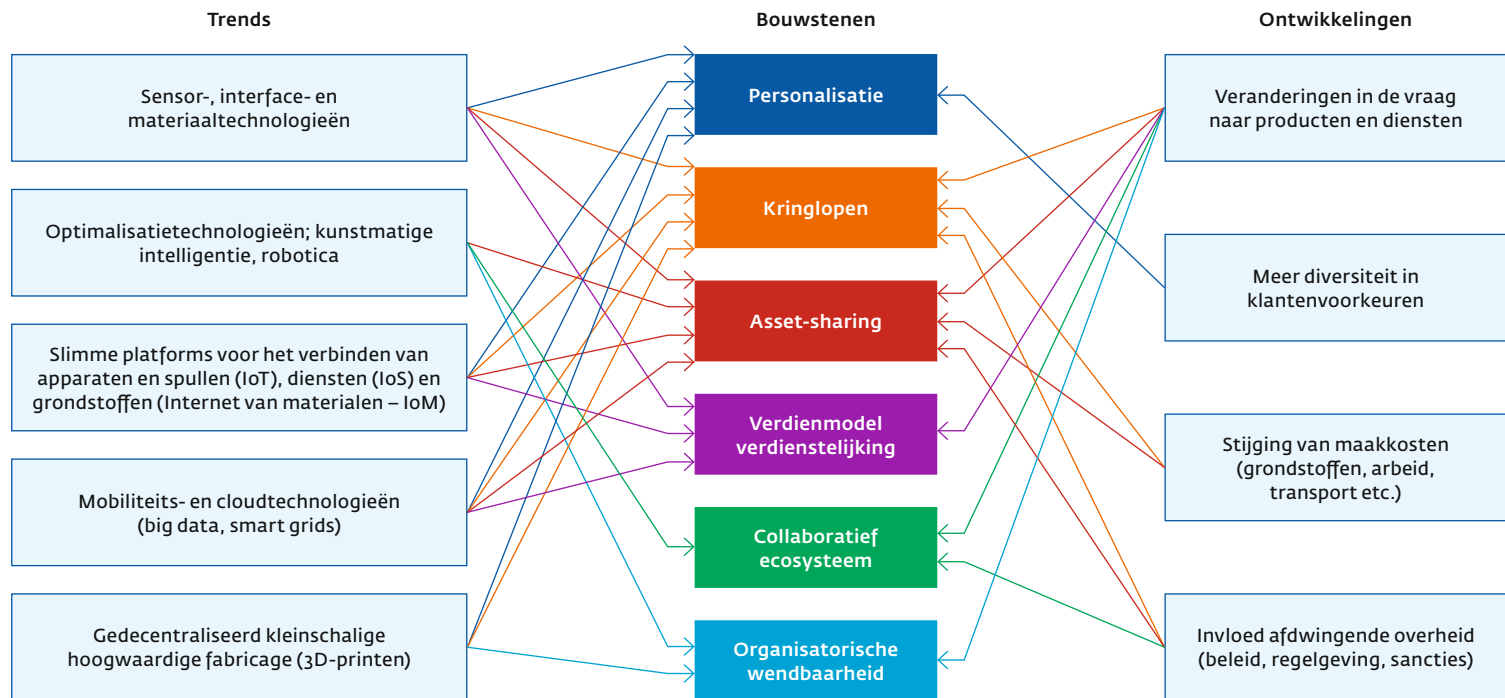 Trends
Bouwstenen
Ontwikkelingen
Sensor-, interface- en
materiaaltechnologieën
Optimalisatietechnologieën; kunstmatige
intelligentie, robotica
Slimme platforms voor het verbinden van
apparaten en spullen (IoT), diensten (IoS) en
grondstoffen (Internet van materialen – IoM)
Mobiliteits- en cloudtechnologieën
(big data, smart grids)
Gedecentraliseerd kleinschalige
hoogwaardige fabricage (3D-printen)
Personalisatie
Kringlopen
Asset-sharing
Verdienmodel
verdienstelijking
Collaboratief
ecosysteem
Organisatorische
wendbaarheid
Veranderingen in de vraag
naar producten en diensten
Meer diversiteit in
klantenvoorkeuren
Stijging van maakkosten
(grondstoffen, arbeid,
transport etc.)
Invloed afdwingende overheid
(beleid, regelgeving, sancties)